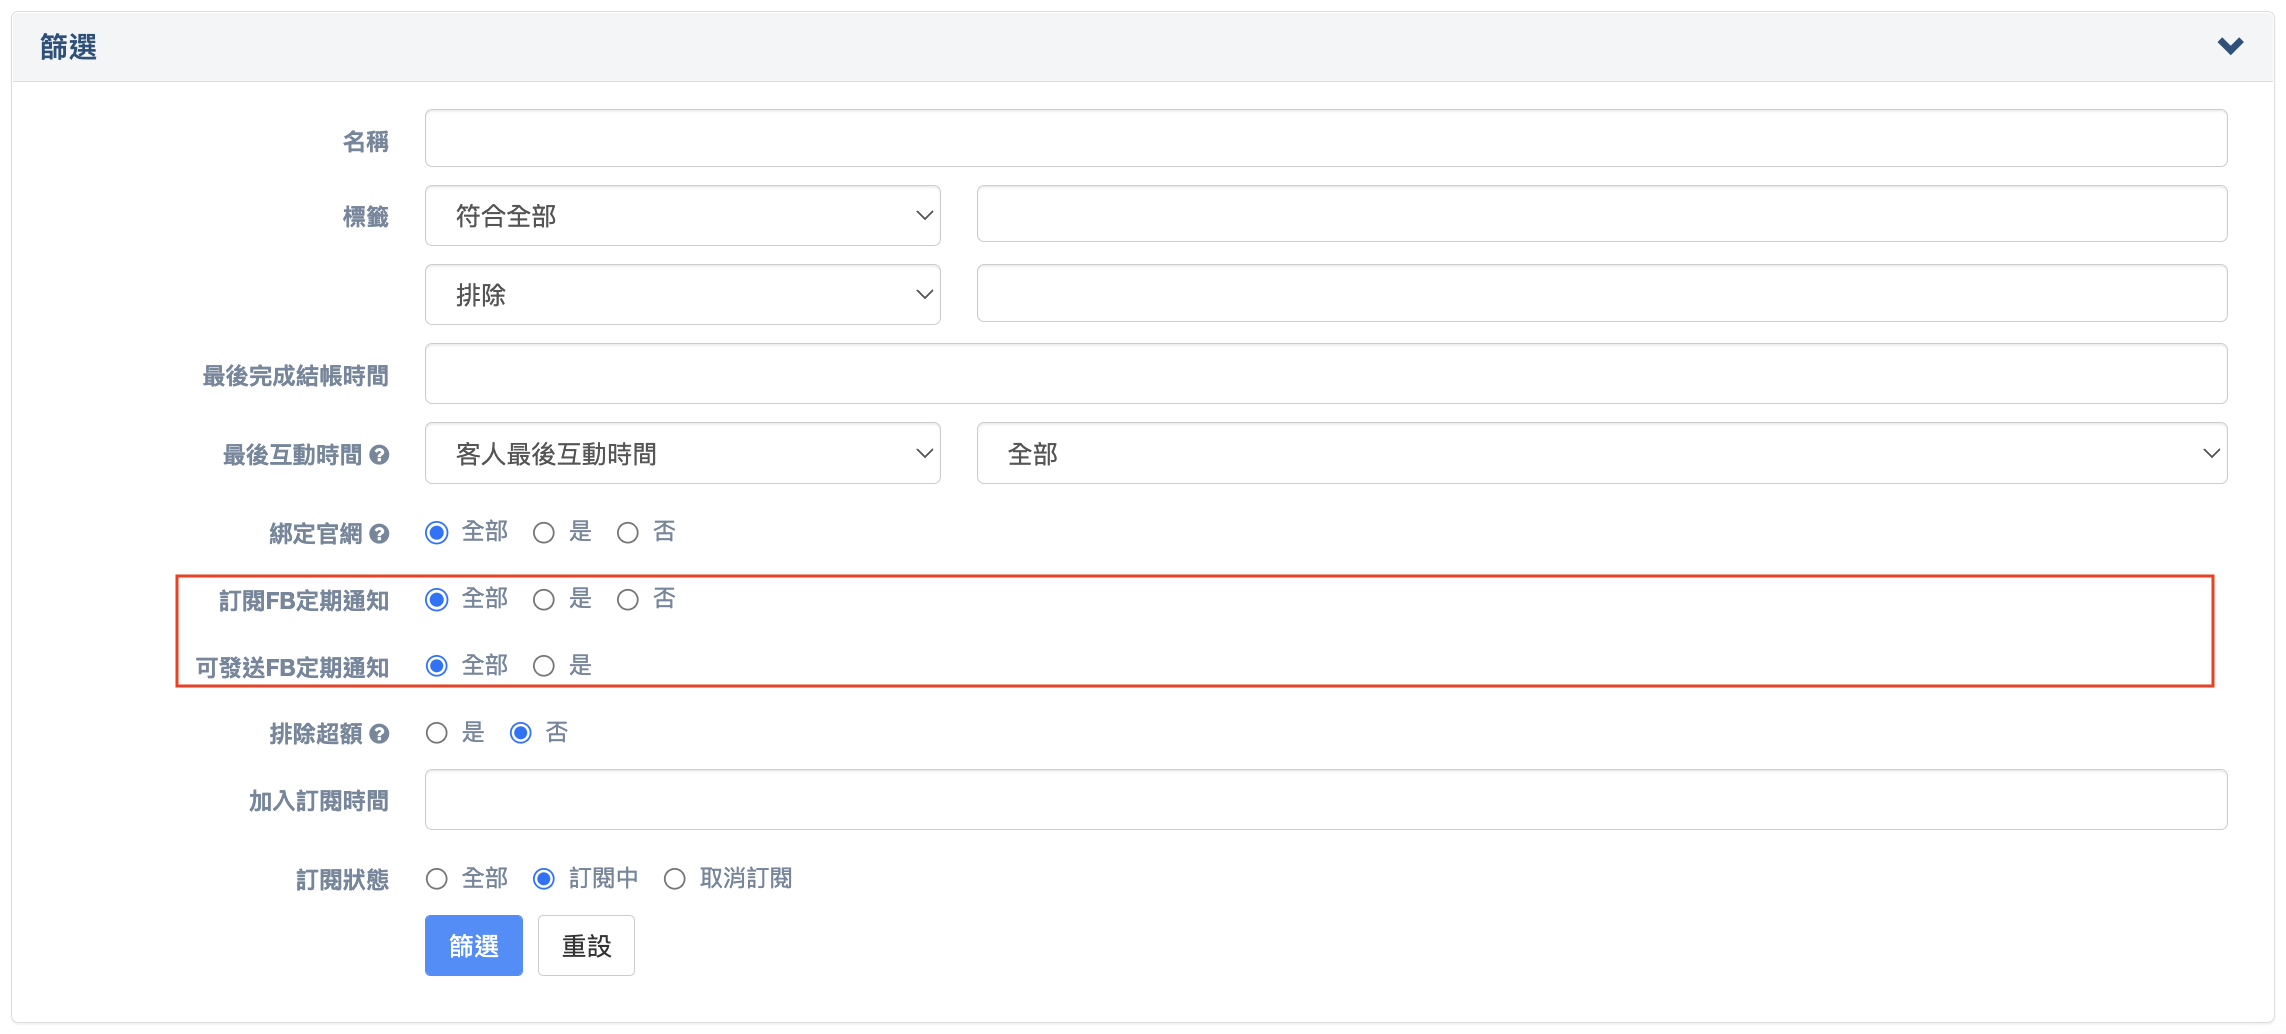 篩選
名稱
標籤 符合全部
排除
最後完成結帳時間
最後互動時間 客人最後互動時間 全部
綁定官網 全部 是 否
訂閱FB定期通知 全部 是 否
可發送FB定期通知 全部 是
排除超額 是 否
加入訂閱時間
訂閱狀態 全部 訂閱中 取消訂閱
篩選 重設